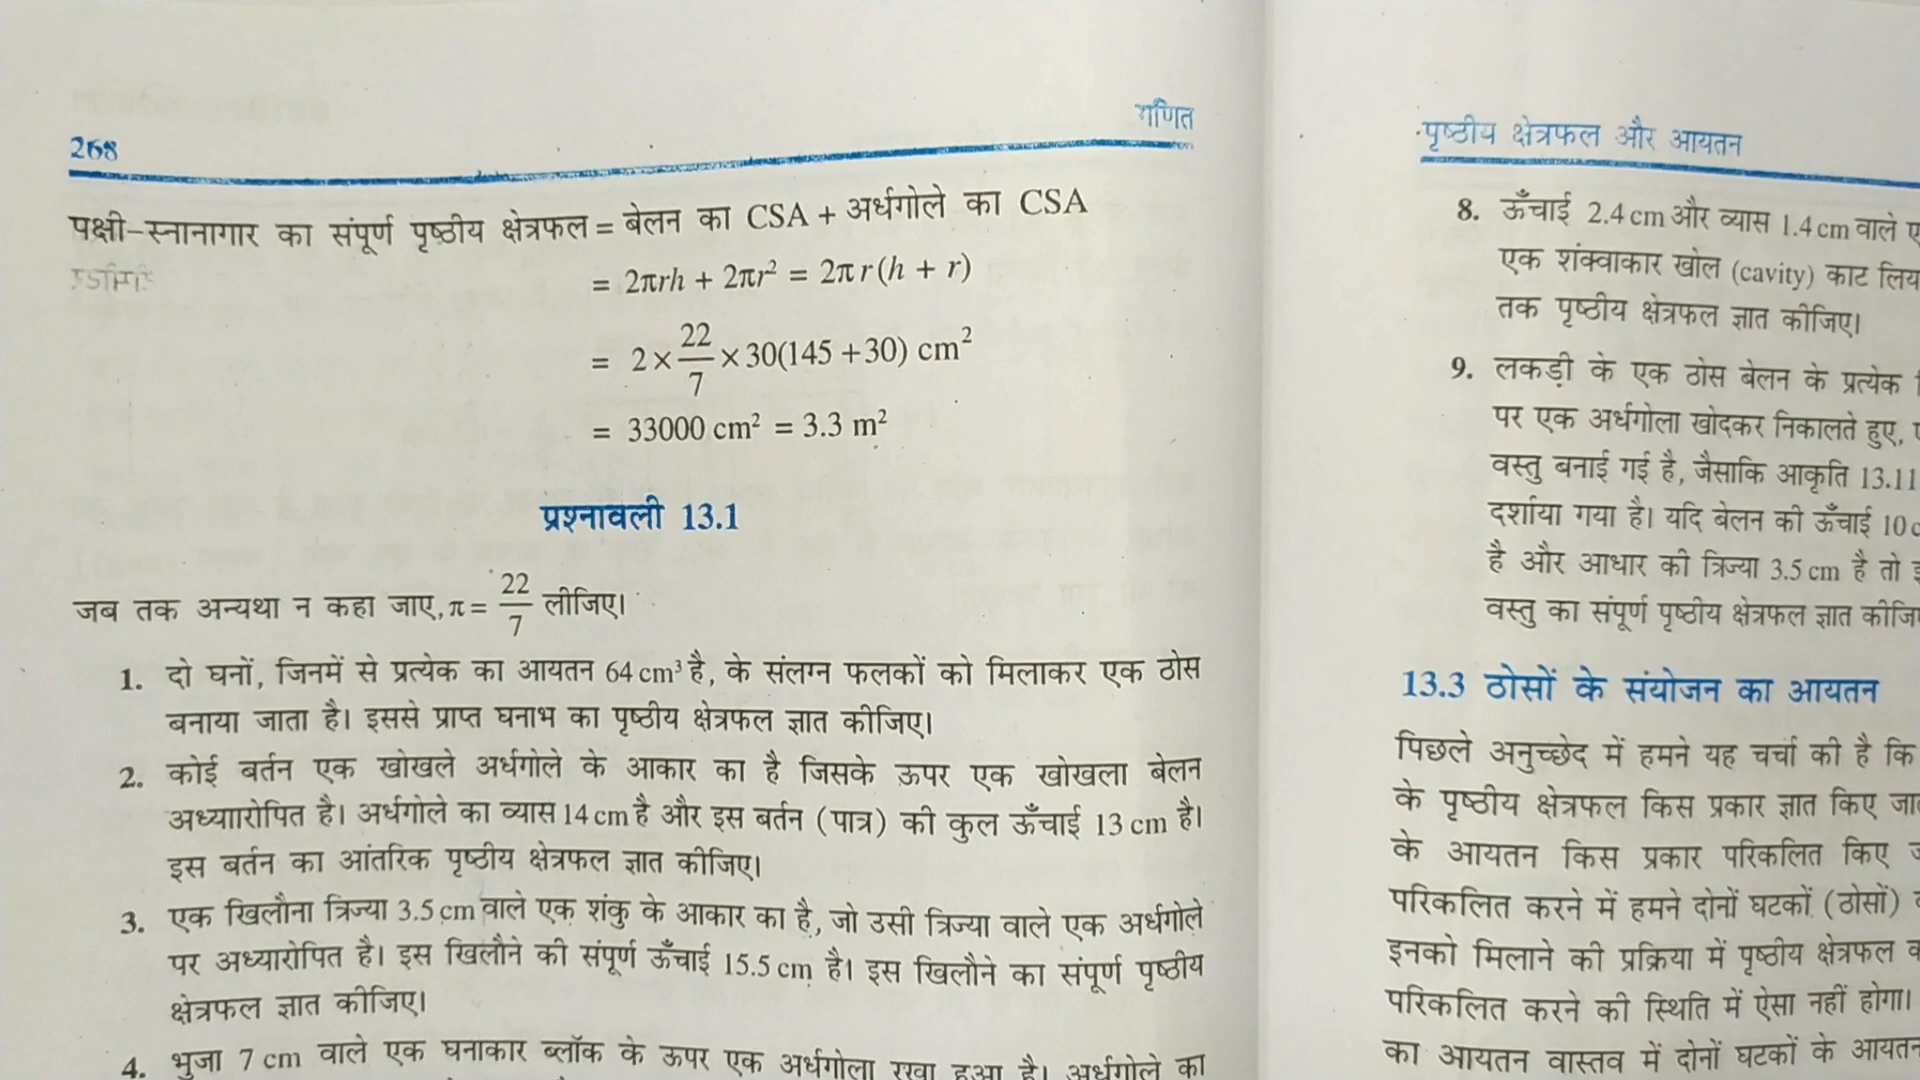 268
गणित
पक्षी-स्नानागार का संपूर्ण पृष्ठीय क्षेत्रफल = बेलन का CSA + अर्धगोले का CSA
= 2πrh + 2πr² = 2π r (h + r)
= 2 × 22/7 × 30(145 + 30) cm²
= 33000 cm² = 3.3 m²
प्रश्नावली 13.1
जब तक अन्यथा न कहा जाए, π = 22/7 लीजिए।
1. दो घनों, जिनमें से प्रत्येक का आयतन 64 cm³ है, के संलग्न फलकों को मिलाकर एक ठोस
बनाया जाता है। इससे प्राप्त घनाभ का पृष्ठीय क्षेत्रफल ज्ञात कीजिए।
2. कोई बर्तन एक खोखले अर्धगोले के आकार का है जिसके ऊपर एक खोखला बेलन
अध्याारोपित है। अर्धगोले का व्यास 14 cm है और इस बर्तन (पात्र) की कुल ऊँचाई 13 cm है।
इस बर्तन का आंतरिक पृष्ठीय क्षेत्रफल ज्ञात कीजिए।
3. एक खिलौना त्रिज्या 3.5 cm वाले एक शंकु के आकार का है, जो उसी त्रिज्या वाले एक अर्धगोले
पर अध्यारोपित है। इस खिलौने की संपूर्ण ऊँचाई 15.5 cm है। इस खिलौने का संपूर्ण पृष्ठीय
क्षेत्रफल ज्ञात कीजिए।
4. भुजा 7 cm वाले एक घनाकार ब्लॉक के ऊपर एक अर्धगोला रखा हुआ है। अर्धगोले का
पृष्ठीय क्षेत्रफल और आयतन
8. ऊँचाई 2.4 cm और व्यास 1.4 cm वाले
एक शंक्वाकार खोल (cavity) काट
तक पृष्ठीय क्षेत्रफल ज्ञात कीजिए।
9. लकड़ी के एक ठोस बेलन के प्रत्येक
पर एक अर्धगोला खोदकर निकालते हुए,
वस्तु बनाई गई है, जैसाकि आकृति 13.11
दर्शाया गया है। यदि बेलन की ऊँचाई 10
है और आधार की त्रिज्या 3.5 cm है तो
वस्तु का संपूर्ण पृष्ठीय क्षेत्रफल ज्ञात
13.3 ठोसों के संयोजन का आयतन
पिछले अनुच्छेद में हमने यह चर्चा की है कि
के पृष्ठीय क्षेत्रफल किस प्रकार ज्ञात किए
के आयतन किस प्रकार परिकलित किए
परिकलित करने में हमने दोनों घटकों (ठोसों)
इनको मिलाने की प्रक्रिया में पृष्ठीय क्षेत्रफल
परिकलित करने की स्थिति में ऐसा नहीं होगा।
का आयतन वास्तव में दोनों घटकों के आयतन